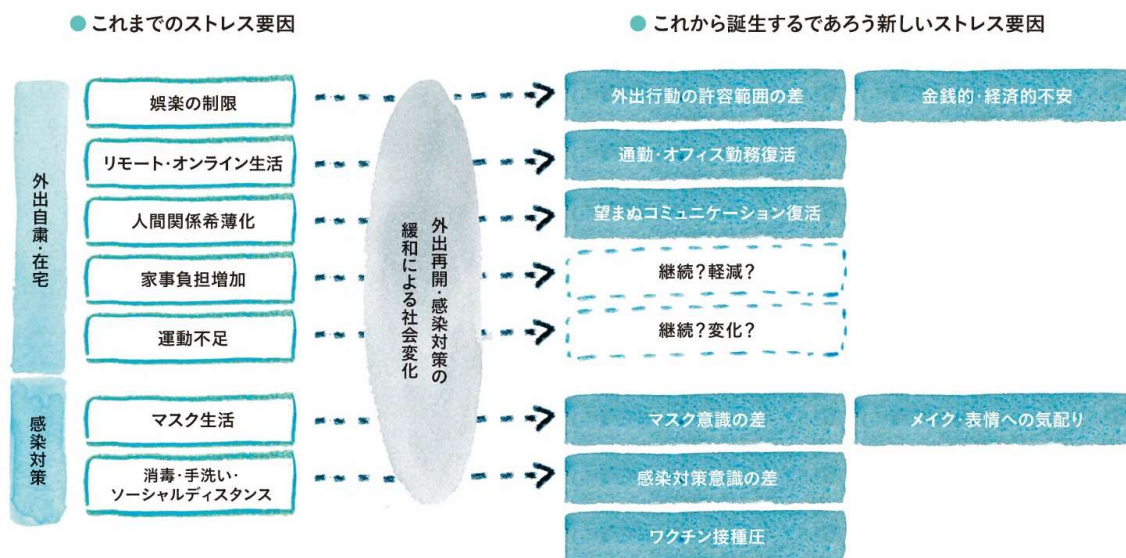 これまでのストレス要因
これから誕生するであろう新しいストレス要因
外出自粛・在宅
娯楽の制限
外出行動の許容範囲の差
金銭的・経済的不安
リモート・オンライン生活
通勤・オフィス勤務復活
人間関係希薄化
望まぬコミュニケーション復活
家事負担増加
継続?軽減?
運動不足
継続?変化?
外出再開・感染対策の
緩和による社会変化
感染対策
マスク生活
マスク意識の差
メイク・表情への気配り
消毒・手洗い・
ソーシャルディスタンス
感染対策意識の差
ワクチン接種圧